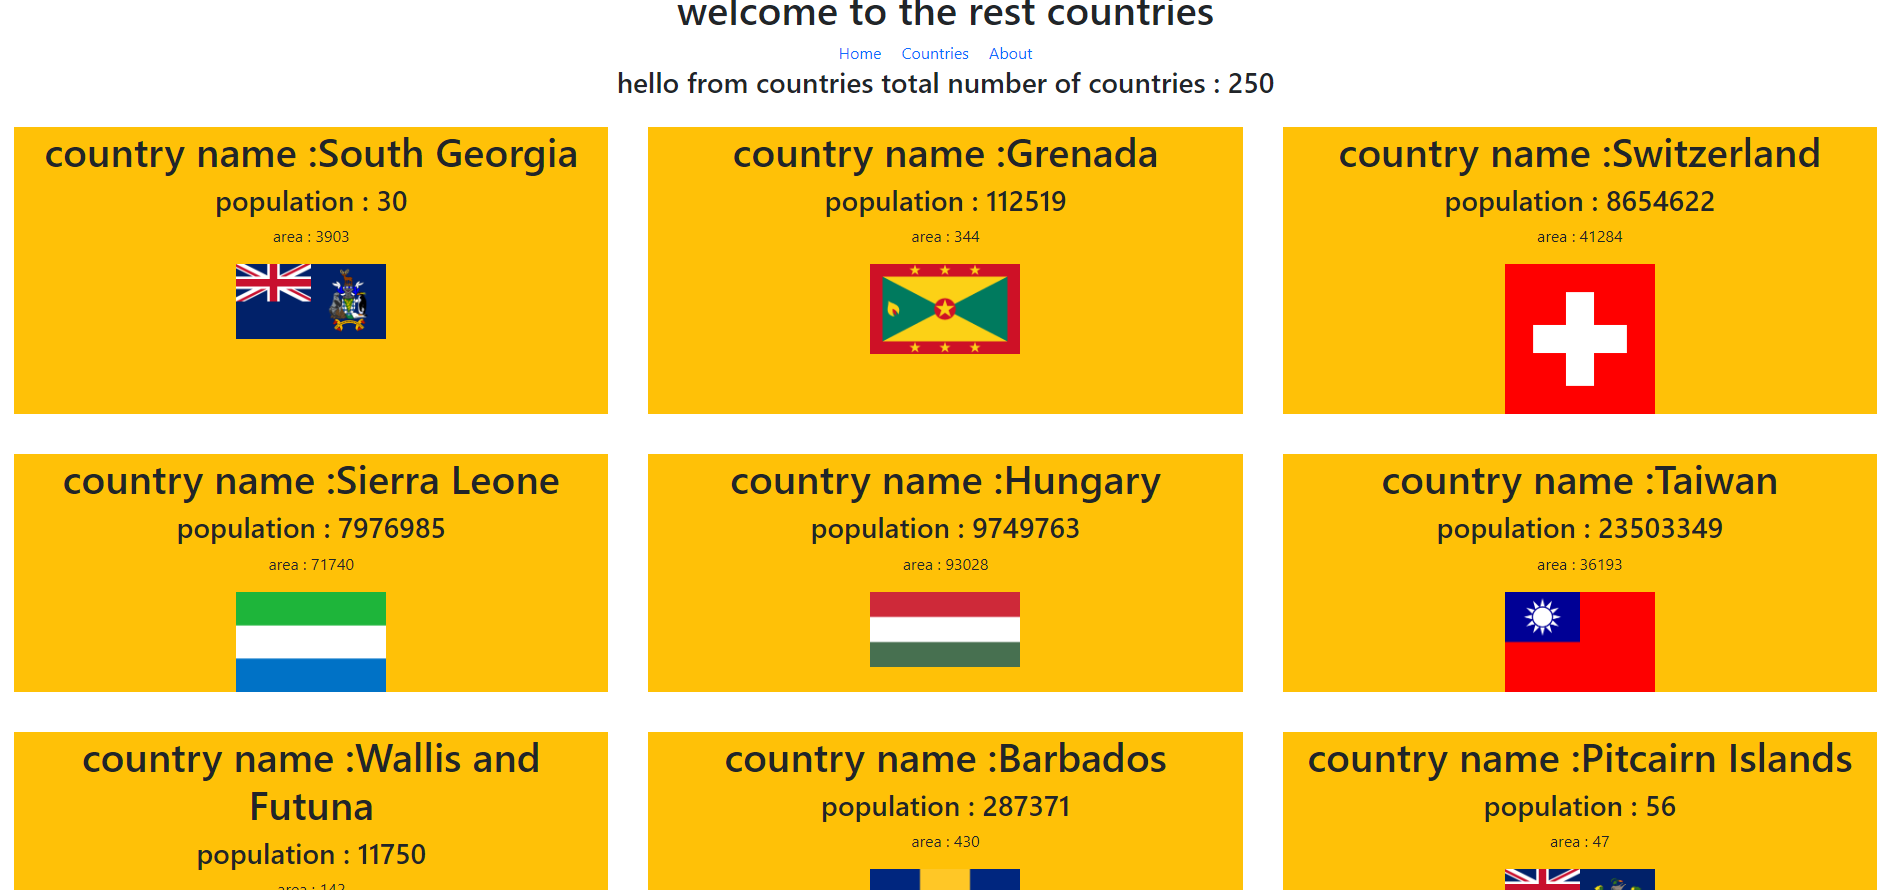 welcome to the rest countries
Home Countries About
hello from countries total number of countries : 250
country name :South Georgia
population : 30
area : 3903
country name :Grenada
population : 112519
area : 344
country name :Switzerland
population : 8654622
area : 41284
country name :Sierra Leone
population : 7976985
area : 71740
country name :Hungary
population : 9749763
area : 93028
country name :Taiwan
population : 23503349
area : 36193
country name :Wallis and
Futuna
population : 11750
area : 142
country name :Barbados
population : 287371
area : 430
country name :Pitcairn Islands
population : 56
area : 47